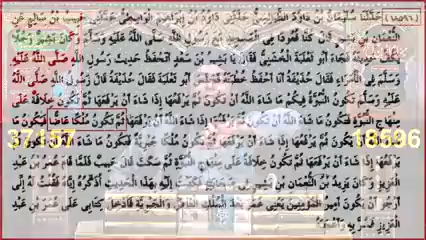 (١٨٥٩٦) حَدَّثَنَا سُلَيْمَانُ بْنُ دَاوُدَ الطَّيَالِسِيُّ حَدَّثَنِي دَاوُدُ بْنُ إِبْرَاهِيمَ الْوَاسِطِيُّ حَدَّثَنِي حَبِيبُ بْنُ سَالِمٍ عَنِ
النُّعْمَانِ بْنِ بَشِيرٍ قَالَ كُنَّا قُعُودًا فِي الْمَسْجِدِ مَعَ رَسُولِ اللَّهِ صَلَّى اللَّهُ عَلَيْهِ وَسَلَّمَ وَكَانَ بَشِيرٌ رَجُلًا
يَكُفُّ حَدِيثَهُ فَجَاءَ أَبُو ثَعْلَبَةَ الْخُشَنِيُّ فَقَالَ يَا بَشِيرُ بْنَ سَعْدٍ أَتَحْفَظُ حَدِيثَ رَسُولِ اللَّهِ صَلَّى اللَّهُ عَلَيْهِ
وَسَلَّمَ فِي الْأُمَرَاءِ فَقَالَ حُذَيْفَةُ أَنَا أَحْفَظُ خُطْبَتَهُ فَجَلَسَ أَبُو ثَعْلَبَةَ فَقَالَ حُذَيْفَةُ قَالَ رَسُولُ اللَّهِ صَلَّى اللَّهُ
عَلَيْهِ وَسَلَّمَ تَكُونُ النُّبُوَّةُ فِيكُمْ مَا شَاءَ اللَّهُ أَنْ تَكُونَ ثُمَّ يَرْفَعُهَا إِذَا شَاءَ أَنْ يَرْفَعَهَا ثُمَّ تَكُونُ خِلَافَةٌ عَلَى
مِنْهَاجِ النُّبُوَّةِ فَتَكُونُ مَا شَاءَ اللَّهُ أَنْ تَكُونَ ثُمَّ يَرْفَعُهَا إِذَا شَاءَ اللَّهُ أَنْ يَرْفَعَهَا ثُمَّ تَكُونُ مُلْكًا عَاضًّا فَيَكُونُ مَا
37157 شَاءَ اللَّهُ أَنْ يَكُونَ ثُمَّ يَرْفَعُهَا إِذَا شَاءَ أَنْ يَرْفَعَهَا ثُمَّ تَكُونُ مُلْكًا جَبْرِيَّةً فَتَكُونُ مَا شَاءَ اللَّهُ أَنْ تَكُونَ ثُمَّ 18596
يَرْفَعُهَا إِذَا شَاءَ أَنْ يَرْفَعَهَا ثُمَّ تَكُونُ خِلَافَةً عَلَى مِنْهَاجِ النُّبُوَّةِ ثُمَّ سَكَتَ قَالَ حَبِيبٌ فَلَمَّا قَامَ عُمَرُ بْنُ عَبْدِ
الْعَزِيزِ وَكَانَ يَزِيدُ بْنُ النُّعْمَانِ بْنِ بَشِيرٍ فِي صَحَابَتِهِ فَكَتَبْتُ إِلَيْهِ بِهَذَا الْحَدِيثِ أُذَكِّرُهُ إِيَّاهُ فَقُلْتُ لَهُ إِنِّي
أَرْجُو أَنْ يَكُونَ أَمِيرُ الْمُؤْمِنِينَ يَعْنِي عُمَرَ بَعْدَ الْمُلْكِ الْعَاضِّ وَالْجَبْرِيَّةِ فَأُدْخِلَ كِتَابِي عَلَى عُمَرَ بْنِ عَبْدِ
الْعَزِيزِ فَسُرَّ بِهِ وَأَعْجَبَهُ